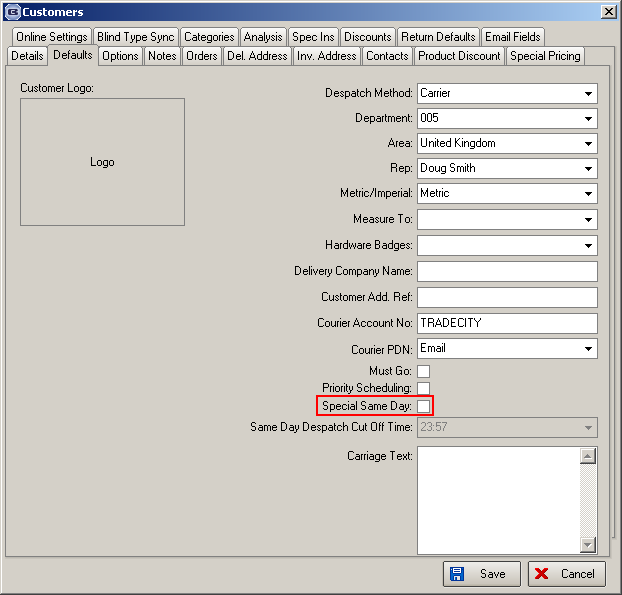 Customers
Online Settings Blind Type Sync Categories Analysis Spec Ins Discounts Return Defaults Email Fields
Details Defaults Options Notes Orders Del. Address Inv. Address Contacts Product Discount Special Pricing
Customer Logo:
Logo
Despatch Method: Carrier
Department: 005
Area: United Kingdom
Rep: Doug Smith
Metric/Imperial: Metric
Measure To:
Hardware Badges:
Delivery Company Name:
Customer Add. Ref:
Courier Account No: TRADECITY
Courier PDN: Email
Must Go:
Priority Scheduling:
Special Same Day:
Same Day Despatch Cut Off Time: 23:57
Carriage Text:
Save Cancel